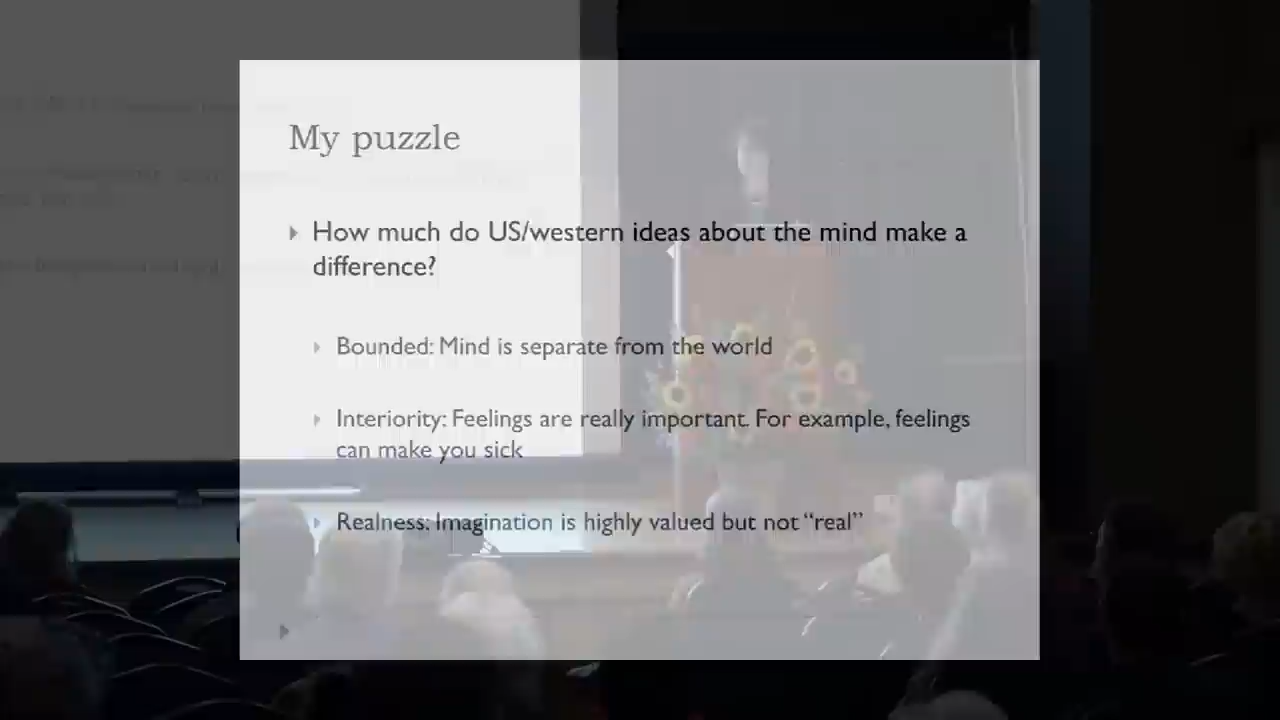 My puzzle
How much do US/western ideas about the mind make a
difference?
Bounded: Mind is separate from the world
Interiority: Feelings are really important. For example, feelings
can make you sick
Realness: Imagination is highly valued but not “real”